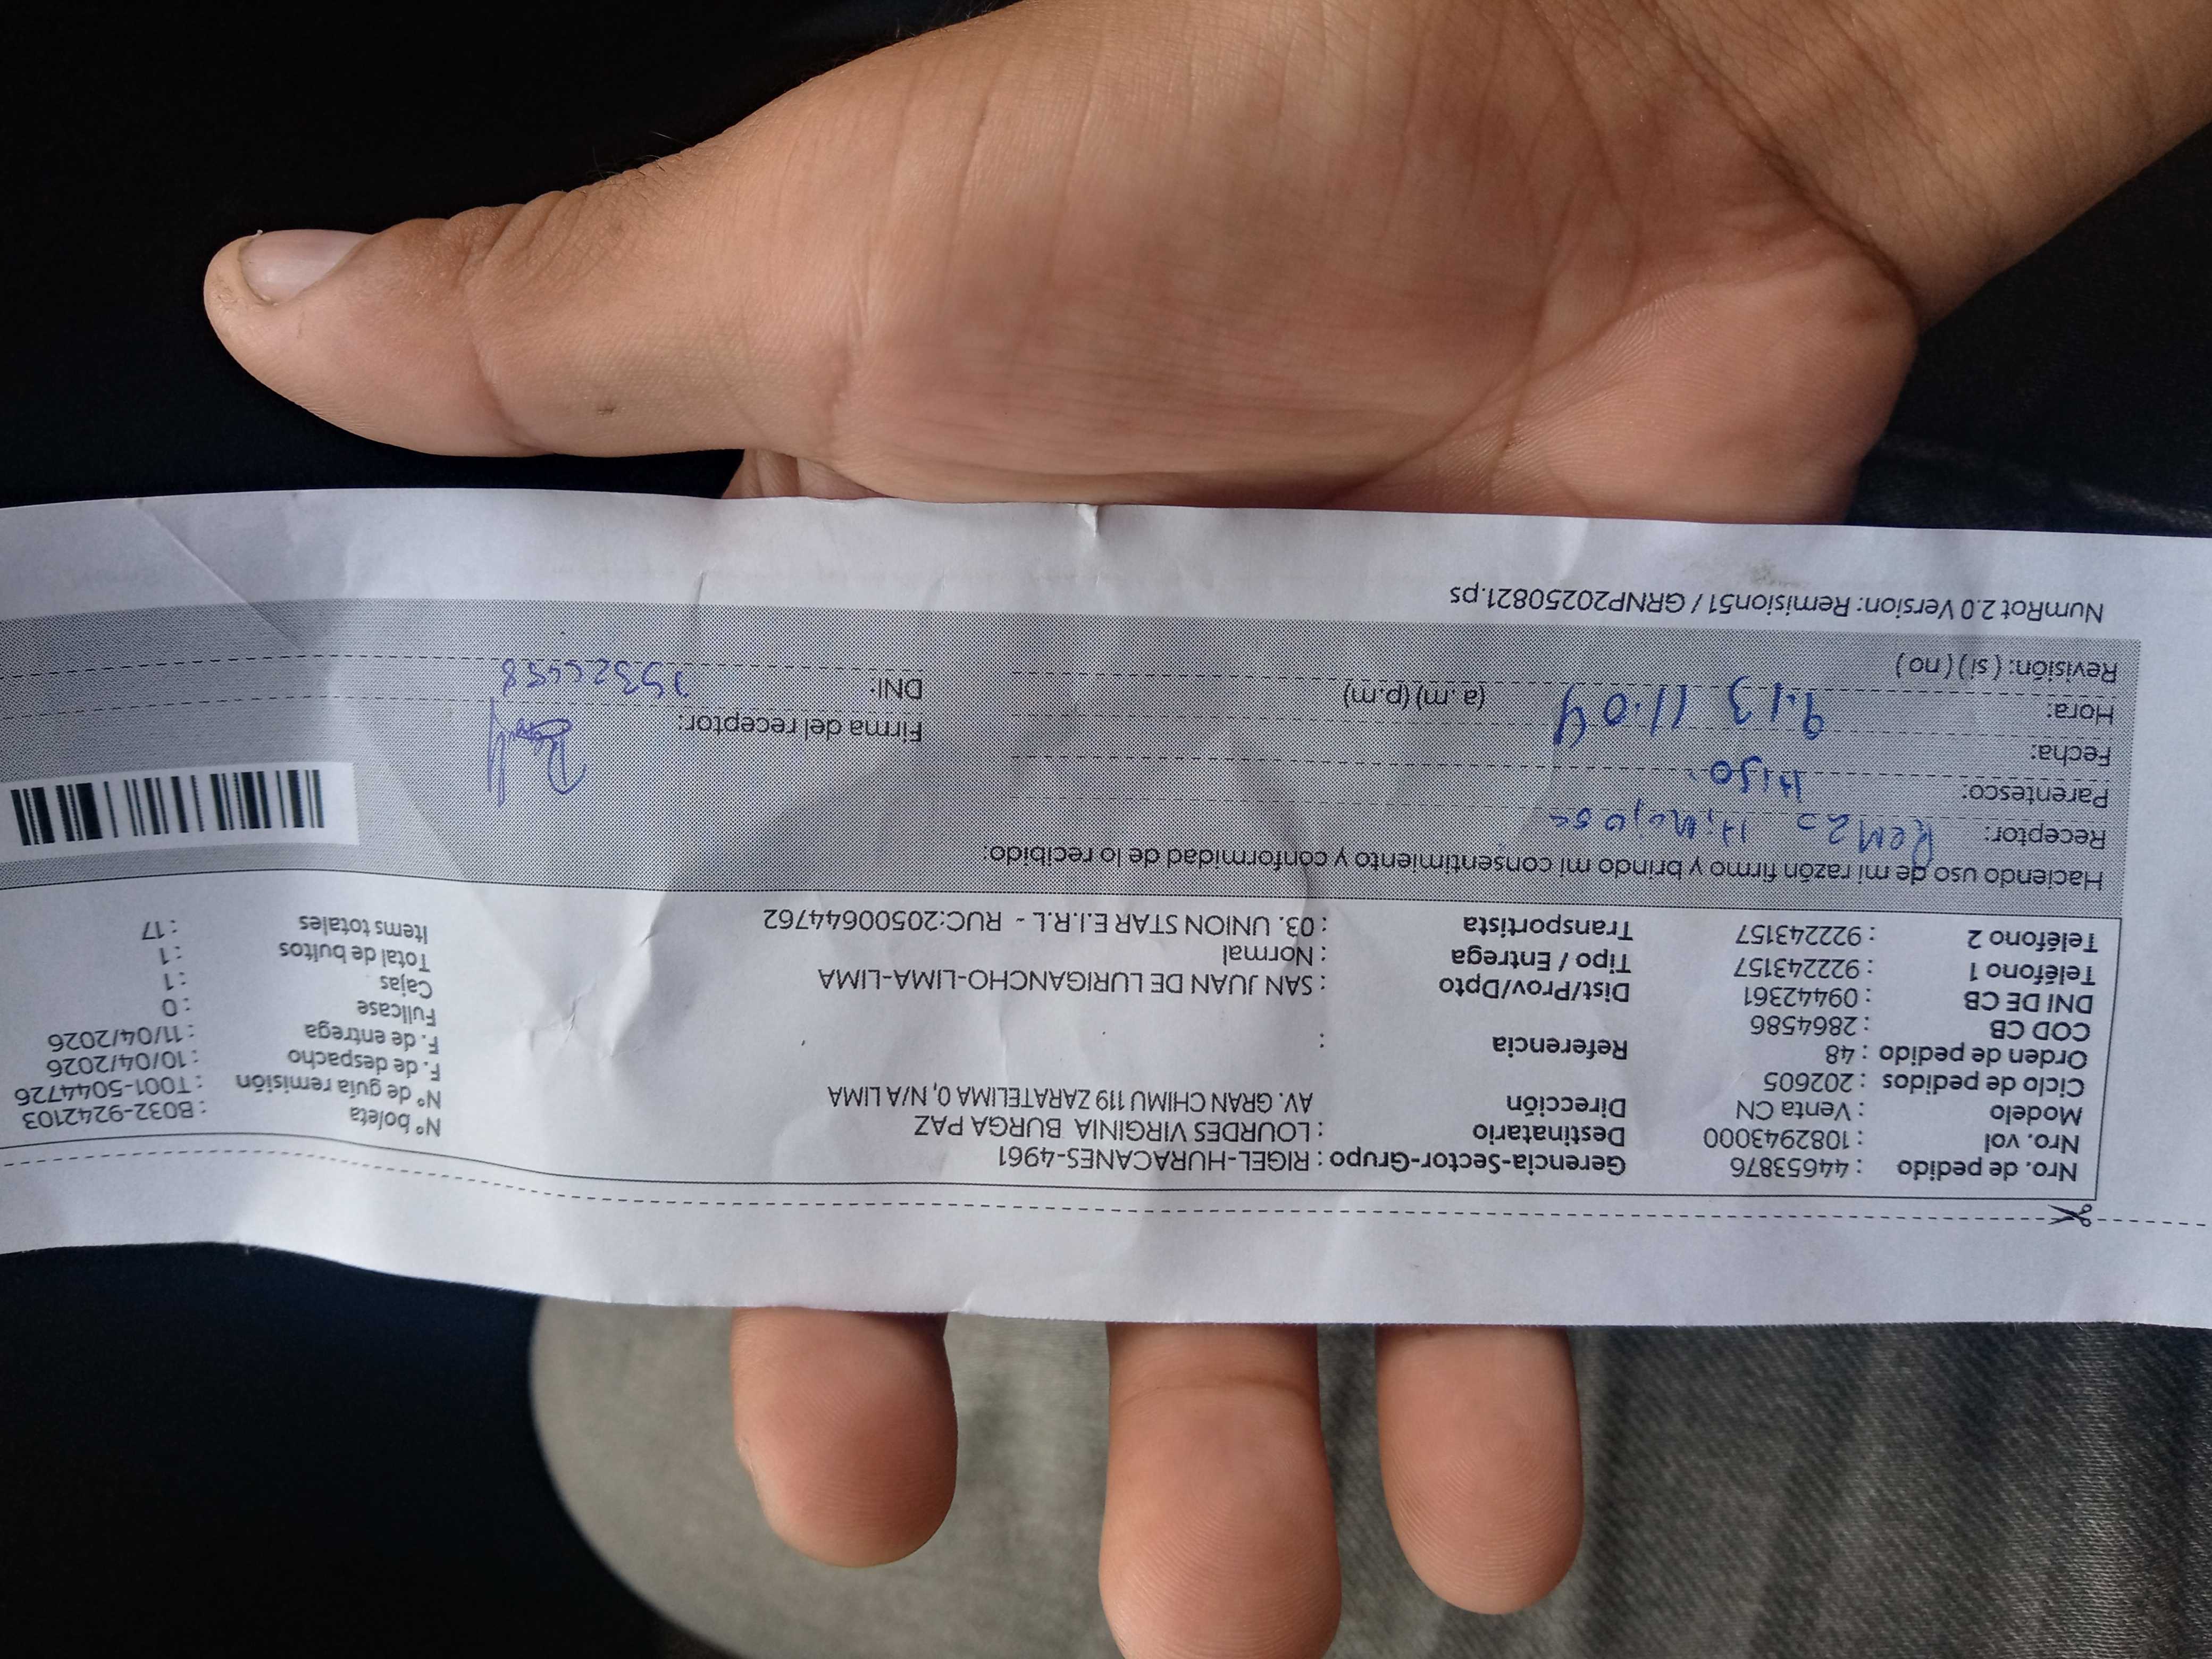 Nro. de pedido : 44653876 Gerencia-Sector-Grupo : RIGEL-HURACANES-4961 N° boleta : B032-9242103
Nro. vol : 1082943000 Destinatario : LOURDES VIRGINIA BURGA PAZ N° de guía remisión : T001-5044726
Modelo : Venta CN Dirección AV. GRAN CHIMU 119 ZARATELIMA 0, N/A LIMA F. de despacho : 10/04/2026
Ciclo de pedidos : 202605 F. de entrega : 11/04/2026
Orden de pedido : 48 Referencia : Fullcase : 0
COD CB : 2864586 Cajas : 1
DNI DE CB : 09442361 Dist/Prov/Dpto : SAN JUAN DE LURIGANCHO-LIMA-LIMA Total de bultos : 1
Teléfono 1 : 922243157 Tipo / Entrega : Normal Items totales : 17
Teléfono 2 : 922243157 Transportista : 03. UNION STAR E.I.R.L - RUC:20500644762
Haciendo uso de mi razón firmo y brindo mi consentimiento y conformidad de lo recibido:
Receptor:
Parentesco: Hijo.
Fecha: Firma del receptor:
Hora: 9.13 11.04 (a.m) (p.m) DNI:
Revisión: (si) (no)
NumRot 2.0 Version: Remision51 / GRNP20250821.ps